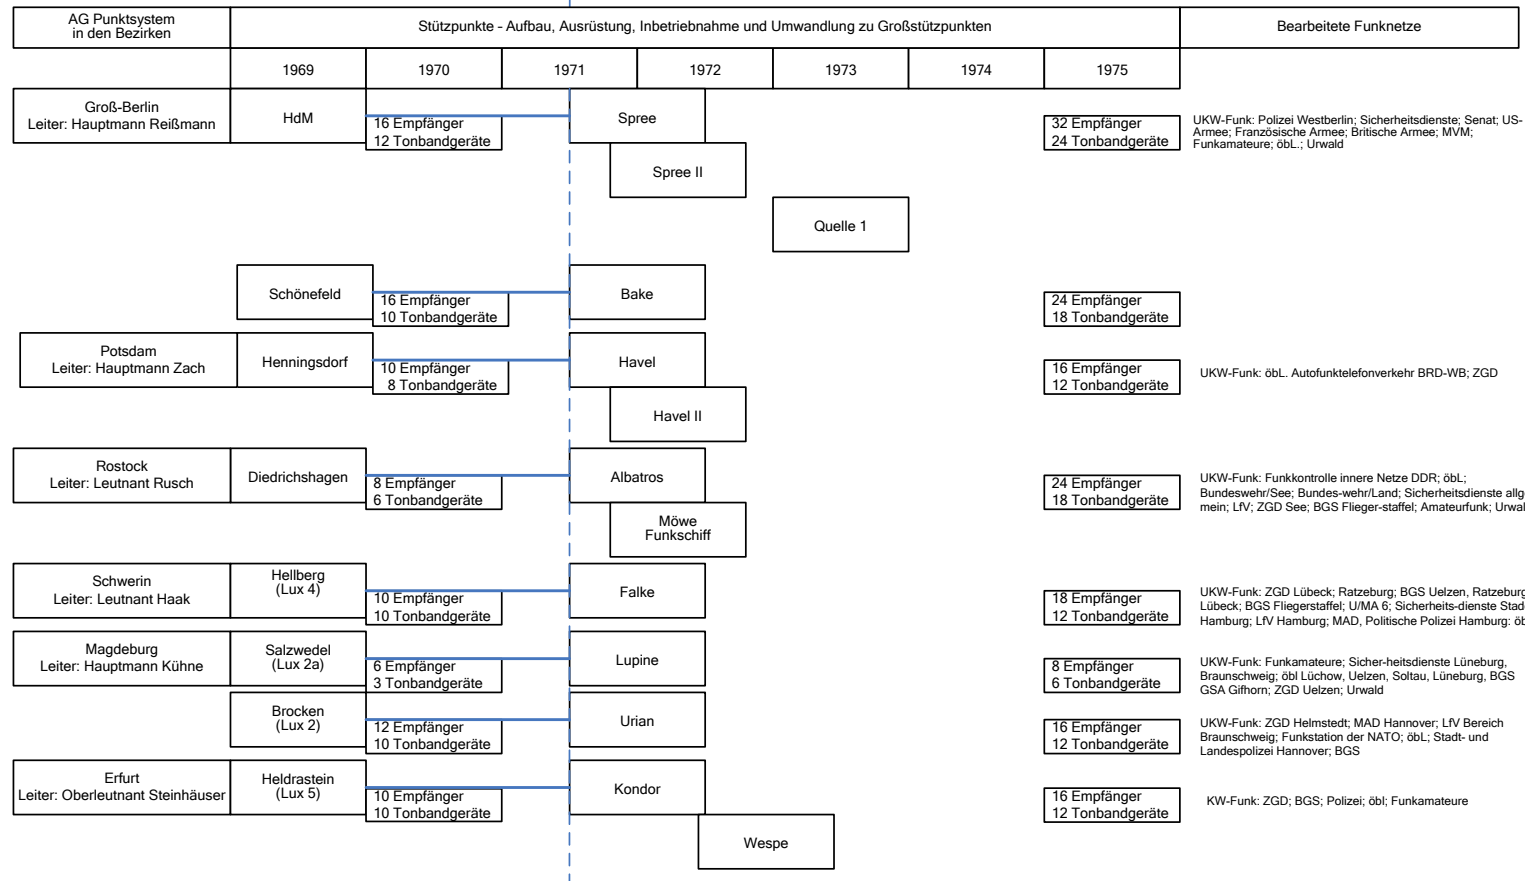 AG Punktsystem
in den Bezirken
Stützpunkte - Aufbau, Ausrüstung, Inbetriebnahme und Umwandlung zu Großstützpunkten
Bearbeitete Funknetze
1969
1970
1971
1972
1973
1974
1975
Groß-Berlin
Leiter: Hauptmann Reißmann
HdM
16 Empfänger
12 Tonbandgeräte
Spree
32 Empfänger
24 Tonbandgeräte
UKW-Funk: Polizei Westberlin; Sicherheitsdienste; Senat; US-
Armee; Französische Armee; Britische Armee; MVM;
Funkamateure; öbL.; Urwald
Spree II
Quelle 1
Schönefeld
16 Empfänger
10 Tonbandgeräte
Bake
24 Empfänger
18 Tonbandgeräte
Potsdam
Leiter: Hauptmann Zach
Henningsdorf
10 Empfänger
8 Tonbandgeräte
Havel
16 Empfänger
12 Tonbandgeräte
UKW-Funk: öbL. Autofunktelefonverkehr BRD-WB; ZGD
Havel II
Rostock
Leiter: Leutnant Rusch
Diedrichshagen
8 Empfänger
6 Tonbandgeräte
Albatros
24 Empfänger
18 Tonbandgeräte
UKW-Funk: Funkkontrolle innere Netze DDR; öbL;
Bundeswehr/See; Bundes-wehr/Land; Sicherheitsdienste allge
mein; LfV; ZGD See; BGS Flieger-staffel; Amateurfunk; Urwal
Möwe
Funkschiff
Schwerin
Leiter: Leutnant Haak
Hellberg
(Lux 4)
10 Empfänger
10 Tonbandgeräte
Falke
18 Empfänger
12 Tonbandgeräte
UKW-Funk: ZGD Lübeck; Ratzeburg; BGS Uelzen, Ratzeburg
Lübeck; BGS Fliegerstaffel; U/MA 6; Sicherheits-dienste Stad
Hamburg; LfV Hamburg; MAD, Politische Polizei Hamburg: öb
Magdeburg
Leiter: Hauptmann Kühne
Salzwedel
(Lux 2a)
6 Empfänger
3 Tonbandgeräte
Lupine
8 Empfänger
6 Tonbandgeräte
UKW-Funk: Funkamateure; Sicher-heitsdienste Lüneburg,
Braunschweig; öbl Lüchow, Uelzen, Soltau, Lüneburg, BGS
GSA Gifhorn; ZGD Uelzen; Urwald
Brocken
(Lux 2)
12 Empfänger
10 Tonbandgeräte
Urian
16 Empfänger
12 Tonbandgeräte
UKW-Funk: ZGD Helmstedt; MAD Hannover; LfV Bereich
Braunschweig; Funkstation der NATO; öbL; Stadt- und
Landespolizei Hannover; BGS
Erfurt
Leiter: Oberleutnant Steinhäuser
Heldrastein
(Lux 5)
10 Empfänger
10 Tonbandgeräte
Kondor
16 Empfänger
12 Tonbandgeräte
KW-Funk: ZGD; BGS; Polizei; öbl; Funkamateure
Wespe